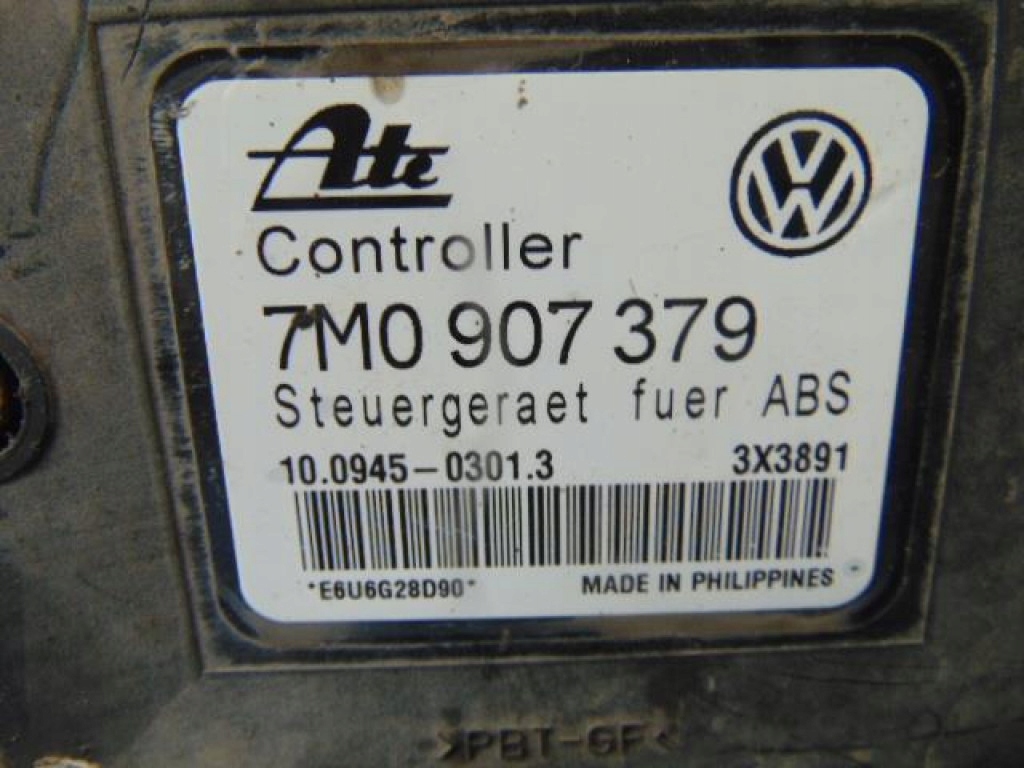 Ate
Controller
7M0 907 379
Steuergeraet fuer ABS
10.0945-0301.3 3X3891
*E6U6G28D90* MADE IN PHILIPPINES
>PBT-GF<